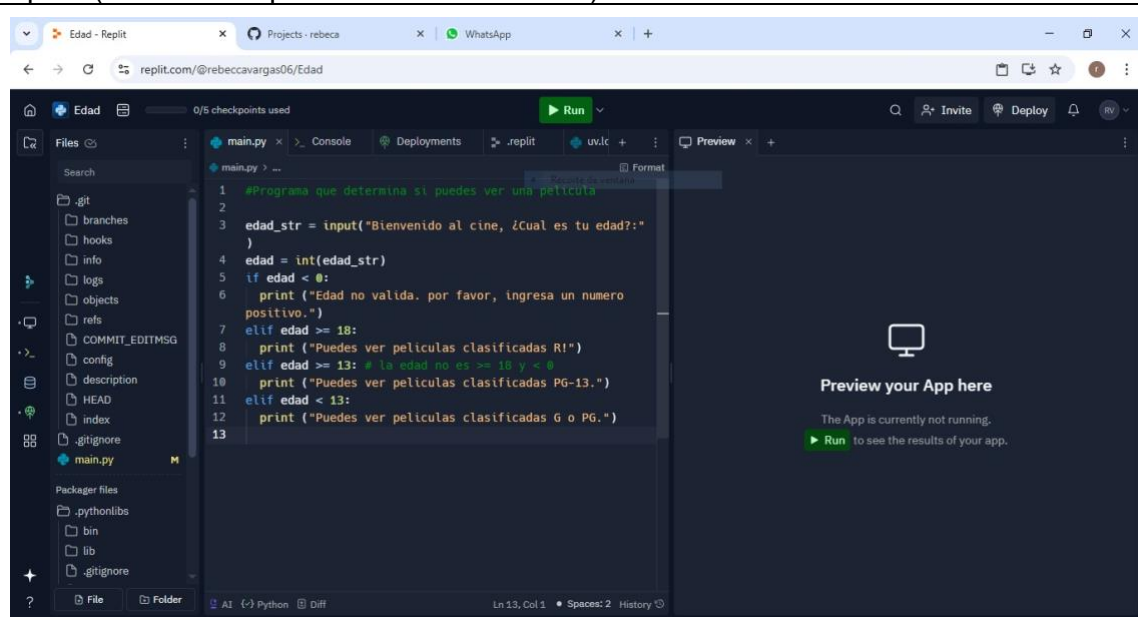 Edad - Replit
Projects - rebeca
WhatsApp
replit.com/@rebeccavargas06/Edad
Edad
0/5 checkpoints used
Run
Invite
Deploy
RV
Files
main.py
Console
Deployments
.replit
Preview
main.py > ...
Format
Search
.git
branches
hooks
info
logs
objects
refs
COMMIT_EDITMSG
config
description
HEAD
index
.gitignore
main.py M
Packager files
.pythonlibs
bin
lib
.gitignore
File
Folder
1 #Programa que determina si puedes ver una pelicula
2
3 edad_str = input("Bienvenido al cine, ¿Cual es tu edad?:"
)
4 edad = int(edad_str)
5 if edad < 0:
6 print ("Edad no valida. por favor, ingresa un numero
positivo.")
7 elif edad >= 18:
8 print ("Puedes ver peliculas clasificadas R!")
9 elif edad >= 13: # la edad no es >= 18 y < 0
10 print ("Puedes ver peliculas clasificadas PG-13.")
11 elif edad < 13:
12 print ("Puedes ver peliculas clasificadas G o PG.")
13
AI
Python
Diff
Ln 13, Col 1
Spaces: 2
History
Preview your App here
The App is currently not running.
Run to see the results of your app.